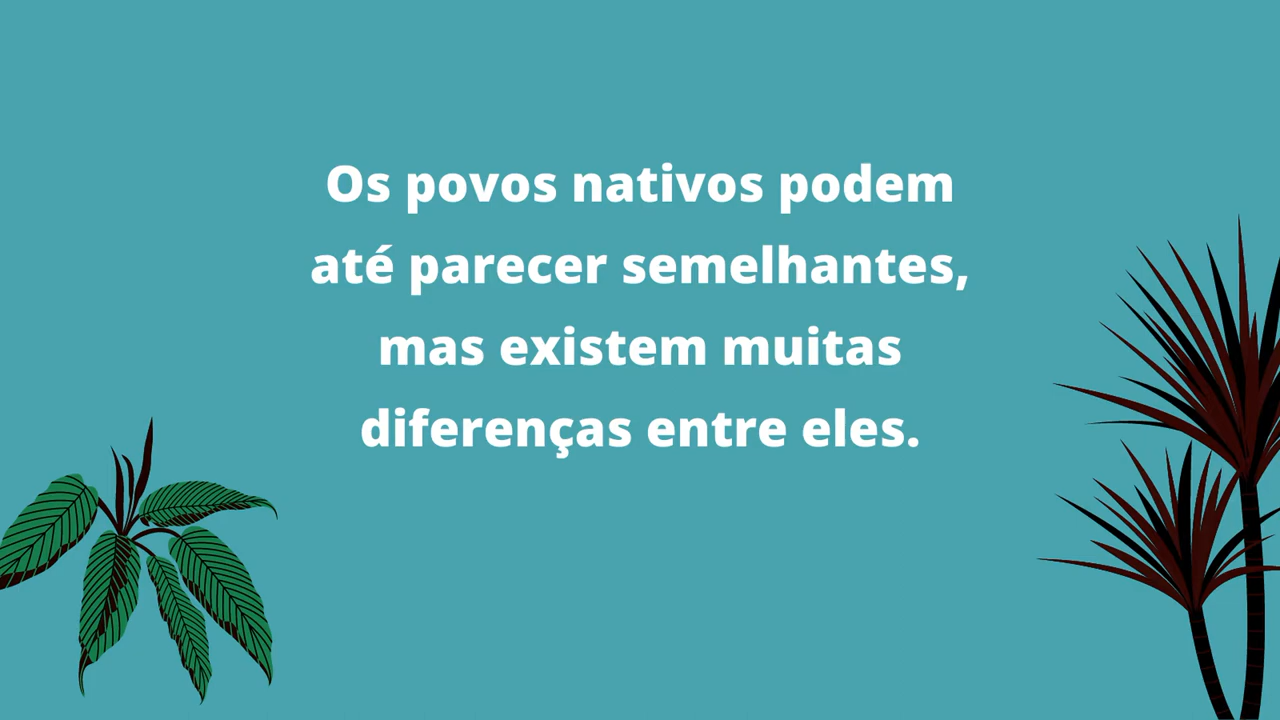 Os povos nativos podem
até parecer semelhantes,
mas existem muitas
diferenças entre eles.